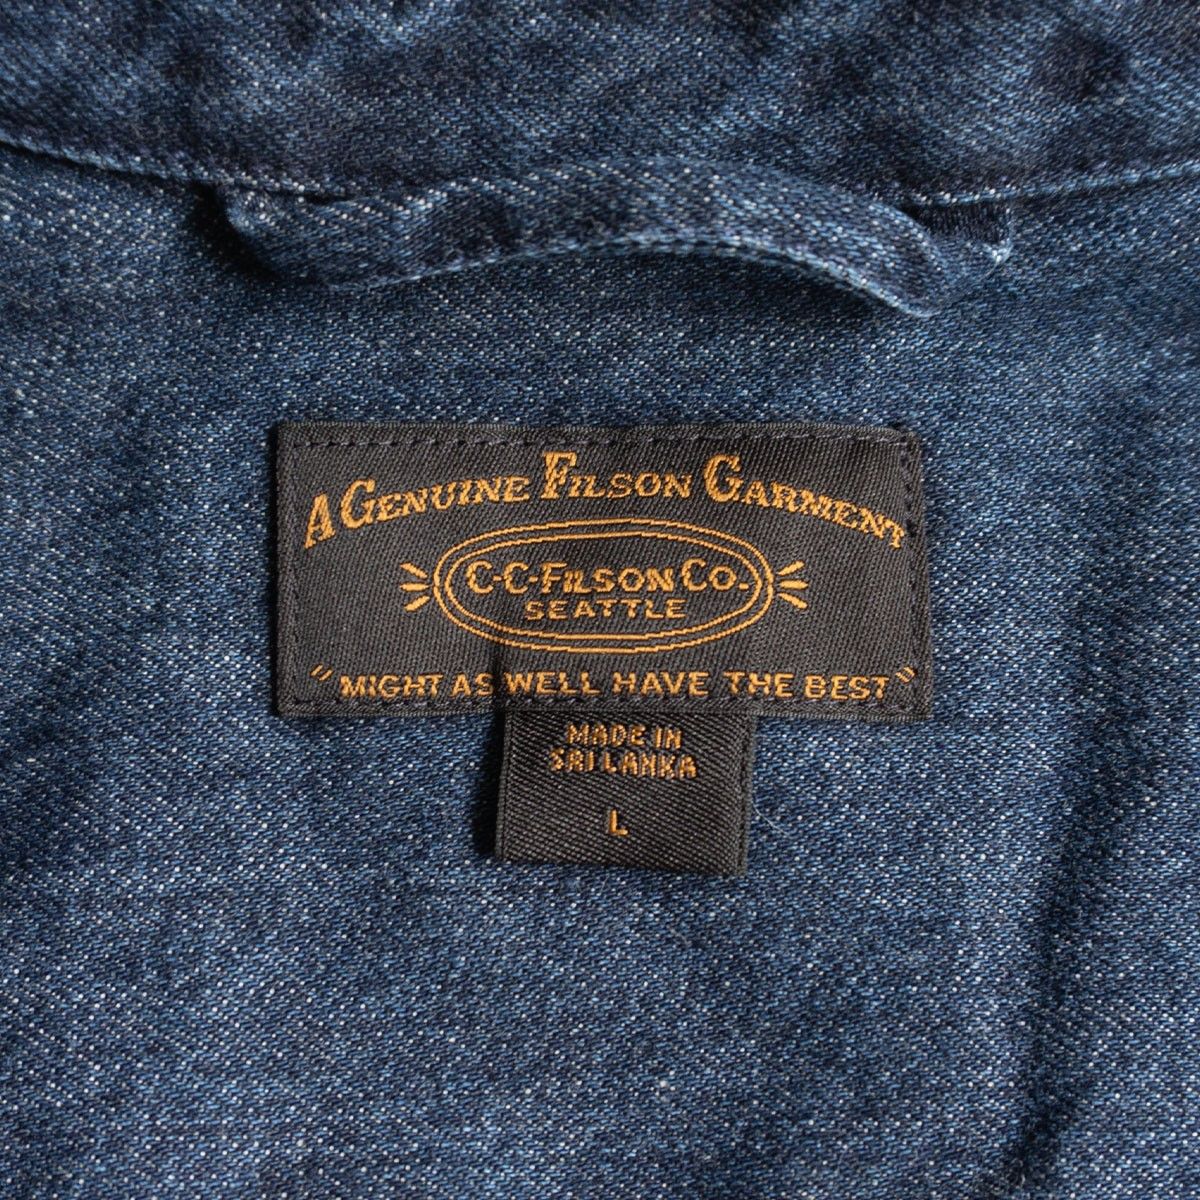 A GENUINE FILSON GARMENT
C-C-FILSON CO.
SEATTLE
"MIGHT AS WELL HAVE THE BEST"
MADE IN
SRI LANKA
L